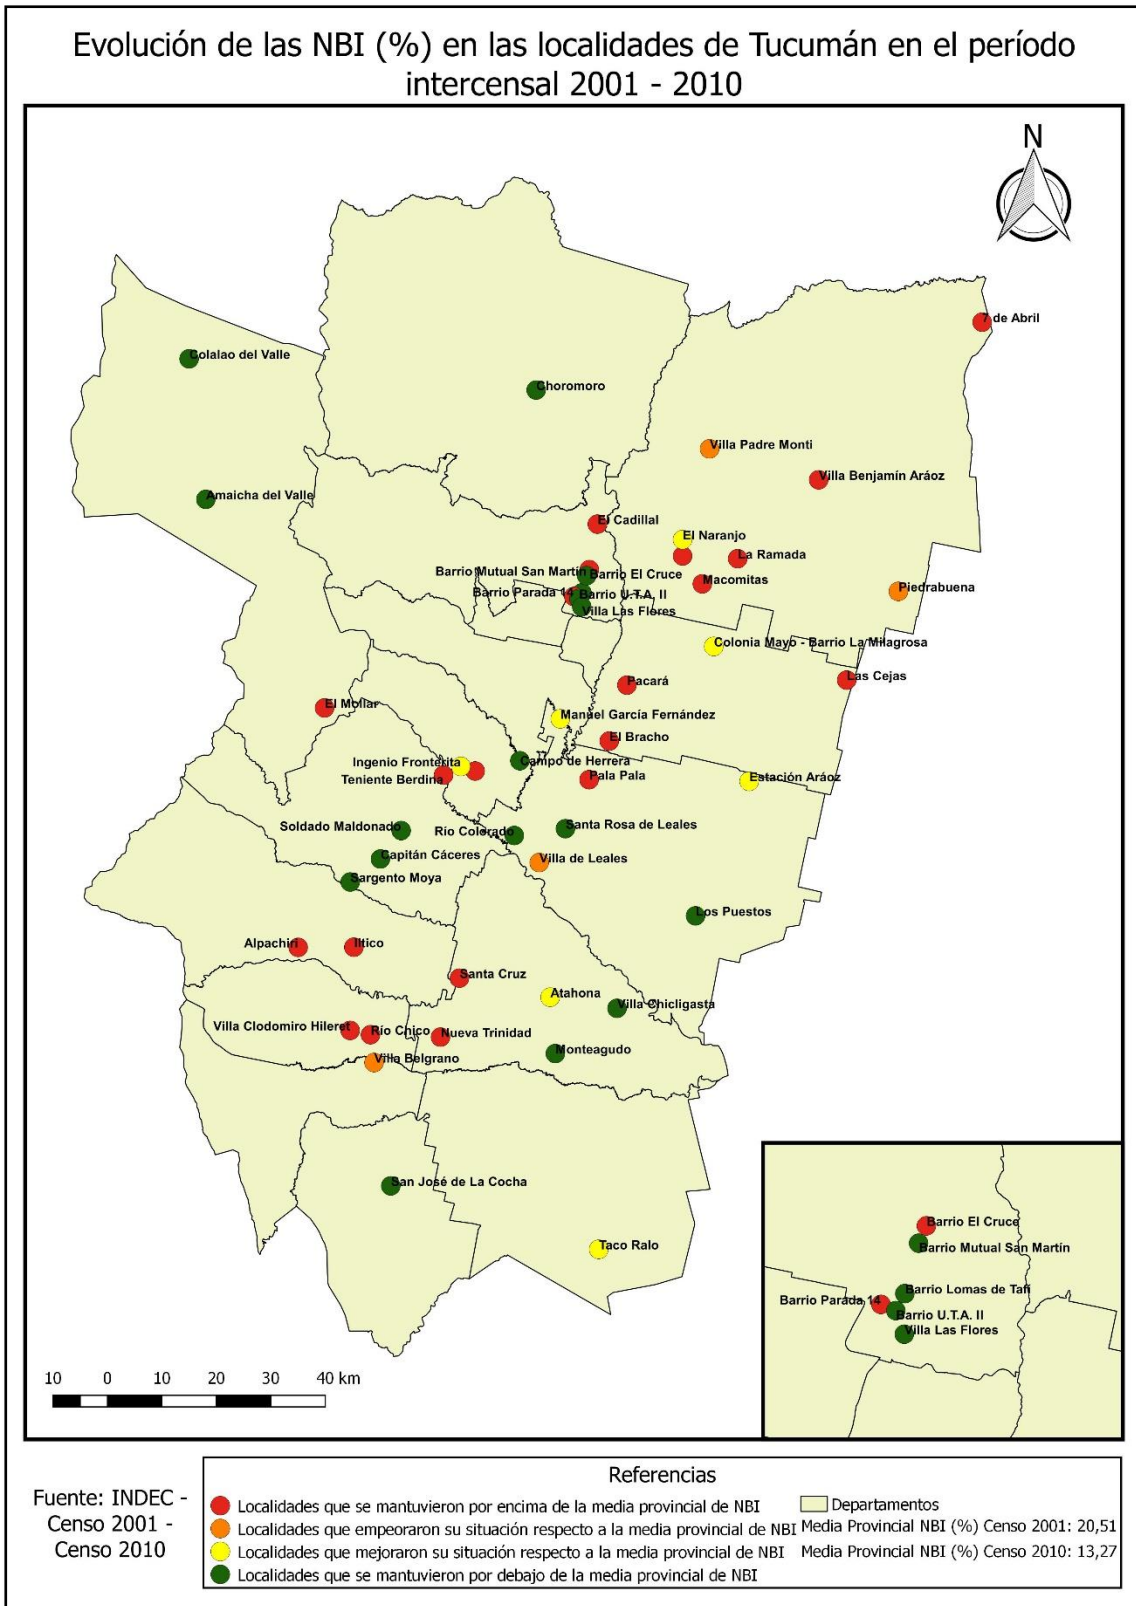 Evolución de las NBI (%) en las localidades de Tucumán en el período
intercensal 2001 - 2010
N
7 de Abril
Colalao del Valle
Choromoro
Villa Padre Monti
Villa Benjamín Aráoz
Amaicha del Valle
El Cadillal
El Naranjo
La Ramada
Barrio Mutual San Martín
Barrio El Cruce
Macomitas
Barrio Parada 14
Barrio U.T.A. II
Piedrabuena
Villa Las Flores
Colonia Mayo - Barrio La Milagrosa
Las Cejas
Pacará
El Mollar
Manuel García Fernández
El Bracho
Ingenio Fronterita
Campo de Herrera
Teniente Berdina
Pala Pala
Estación Aráoz
Soldado Maldonado
Río Colorado
Santa Rosa de Leales
Capitán Cáceres
Villa de Leales
Sargento Moya
Los Puestos
Alpachiri
Iltico
Santa Cruz
Atahona
Villa Chicligasta
Villa Clodomiro Hileret
Río Chico
Nueva Trinidad
Villa Belgrano
Monteagudo
San José de La Cocha
Taco Ralo
Barrio El Cruce
Barrio Mutual San Martín
Barrio Lomas de Tafí
Barrio Parada 14
Barrio U.T.A. II
Villa Las Flores
10 0 10 20 30 40 km
Fuente: INDEC -
Censo 2001 -
Censo 2010
Referencias
Localidades que se mantuvieron por encima de la media provincial de NBI
Localidades que empeoraron su situación respecto a la media provincial de NBI
Localidades que mejoraron su situación respecto a la media provincial de NBI
Localidades que se mantuvieron por debajo de la media provincial de NBI
Departamentos
Media Provincial NBI (%) Censo 2001: 20,51
Media Provincial NBI (%) Censo 2010: 13,27